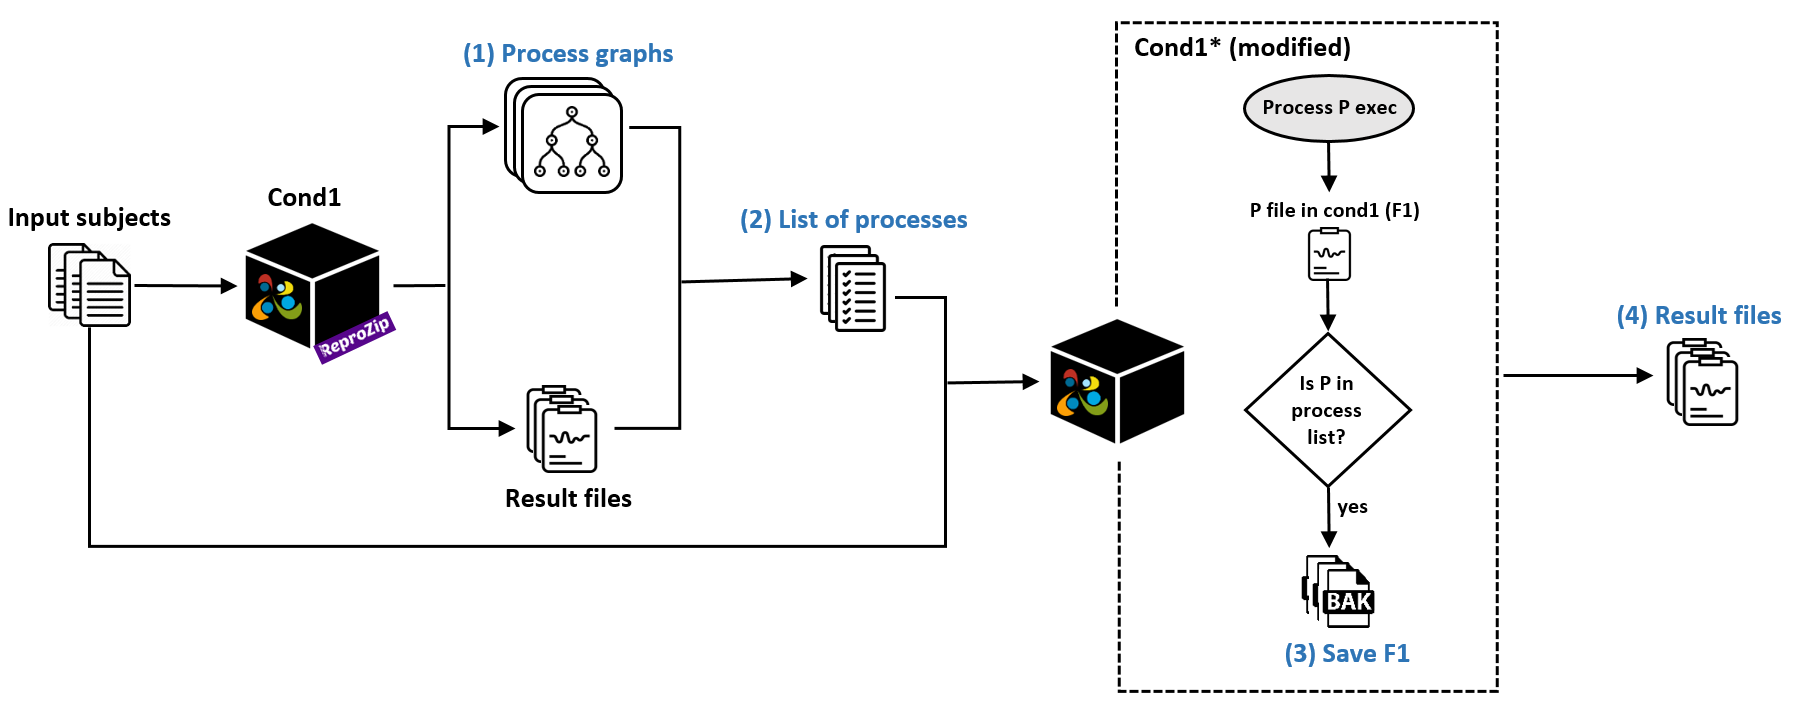 (1) Process graphs
Input subjects
Cond1
ReproZip
Result files
(2) List of processes
Cond1* (modified)
Process P exec
P file in cond1 (F1)
Is P in
process
list?
yes
BAK
(3) Save F1
(4) Result files